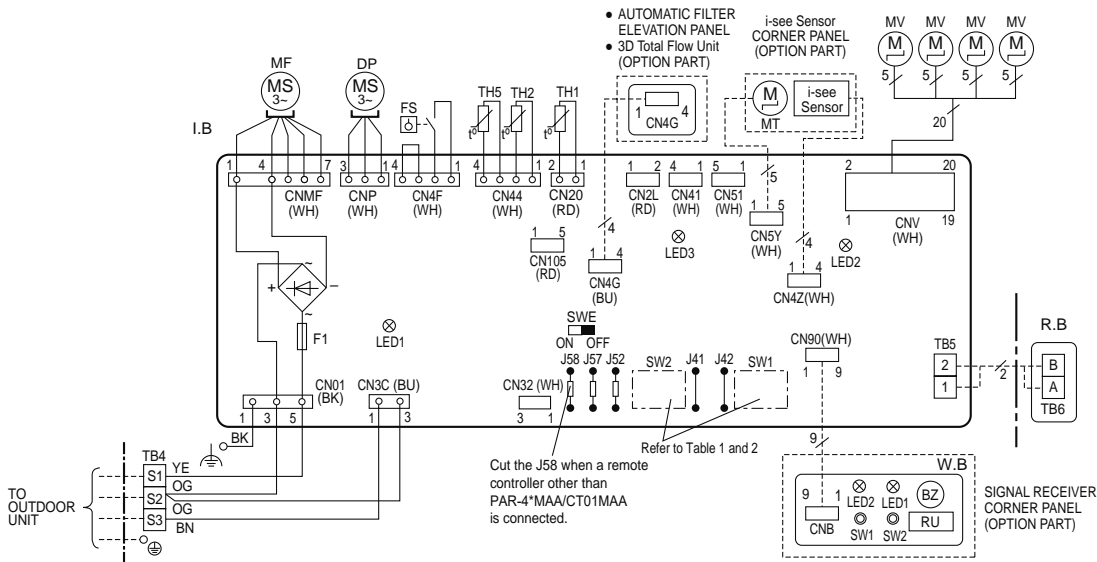 ● AUTOMATIC FILTER
ELEVATION PANEL
● 3D Total Flow Unit
(OPTION PART)
i-see Sensor
CORNER PANEL
(OPTION PART)
MV MV MV MV
M M M M
5 5 5 5
20
MF
MS
3~
DP
MS
3~
FS
TH5 TH2 TH1
t° t° t°
1 4
CN4G
M
MT
i-see
Sensor
I.B
1 4 7
CNMF
(WH)
3 1
CNP
(WH)
4 1
CN4F
(WH)
4 1
CN44
(WH)
2 1
CN20
(RD)
1 2
CN2L
(RD)
4 1
CN41
(WH)
5 1
CN51
(WH)
5
1 5
CN5Y
(WH)
2 20
1 19
CNV
(WH)
1 5
CN105
(RD)
4
1 4
CN4G
(BU)
LED3
4
1 4
CN4Z(WH)
LED2
~
+ −
~
F1
LED1
SWE
ON OFF
J58 J57 J52
SW2
J41 J42
SW1
CN90(WH)
1 9
TB5
2
1
2
R.B
B
A
TB6
CN01
(BK)
1 3 5
CN3C (BU)
1 3
CN32 (WH)
3 1
Refer to Table 1 and 2
Cut the J58 when a remote
controller other than
PAR-4*MAA/CT01MAA
is connected.
BK
TB4
S1 YE
OG
S2
OG
S3
BN
TO
OUTDOOR
UNIT
9
W.B
9 1
CNB
LED2 LED1
SW1 SW2
BZ
RU
SIGNAL RECEIVER
CORNER PANEL
(OPTION PART)